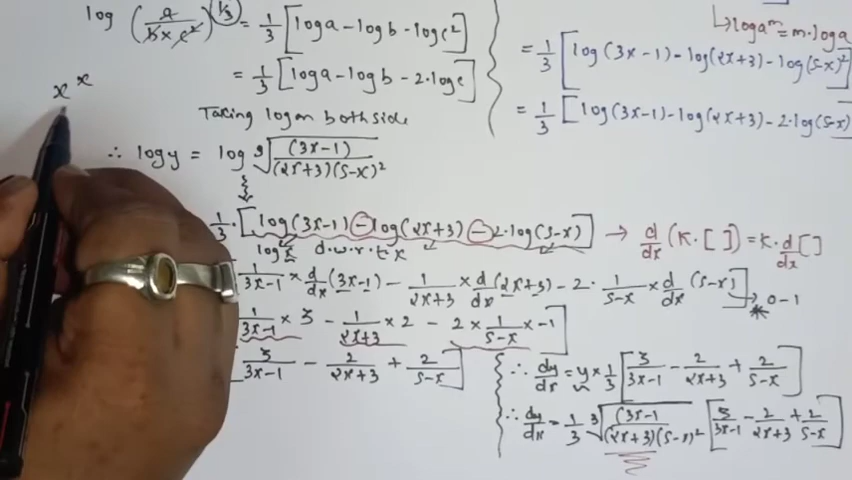 log (a / b × c²)^(1/3) = 1/3 [log a − log b − log c²]
= 1/3 [log a − log b − 2·log c]
x^x
Taking log on both side
∴ log y = log ∛((3x−1) / (2x+3)(5−x)²)
1/3 · [log(3x−1) − log(2x+3) − 2·log(5−x)] → d/dx (K·[ ]) = K·d/dx [ ]
log x d.w.r.t. x
1/(3x−1) × d/dx (3x−1) − 1/(2x+3) × d/dx (2x+3) − 2 · 1/(5−x) × d/dx (5−x)] → 0−1
1/(3x−1) × 3 − 1/(2x+3) × 2 − 2 × 1/(5−x) × −1]
3/(3x−1) − 2/(2x+3) + 2/(5−x)]
↳ log a^m = m·log a
= 1/3 [log(3x−1) − log(2x+3) − log(5−x)²]
= 1/3 [log(3x−1) − log(2x+3) − 2·log(5−x)]
∴ dy/dx = y × 1/3 [3/(3x−1) − 2/(2x+3) + 2/(5−x)]
∴ dy/dx = 1/3 ∛((3x−1) / (2x+3)(5−x)²) [3/(3x−1) − 2/(2x+3) + 2/(5−x)]